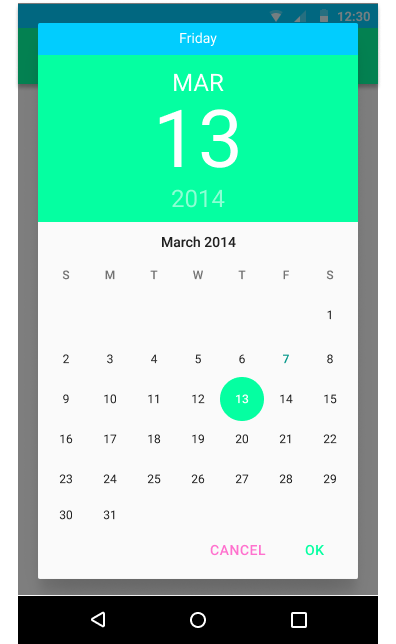 12:30
Friday
MAR
13
2014
March 2014
S M T W T F S
1
2 3 4 5 6 7 8
9 10 11 12 13 14 15
16 17 18 19 20 21 22
23 24 25 26 27 28 29
30 31
CANCEL OK